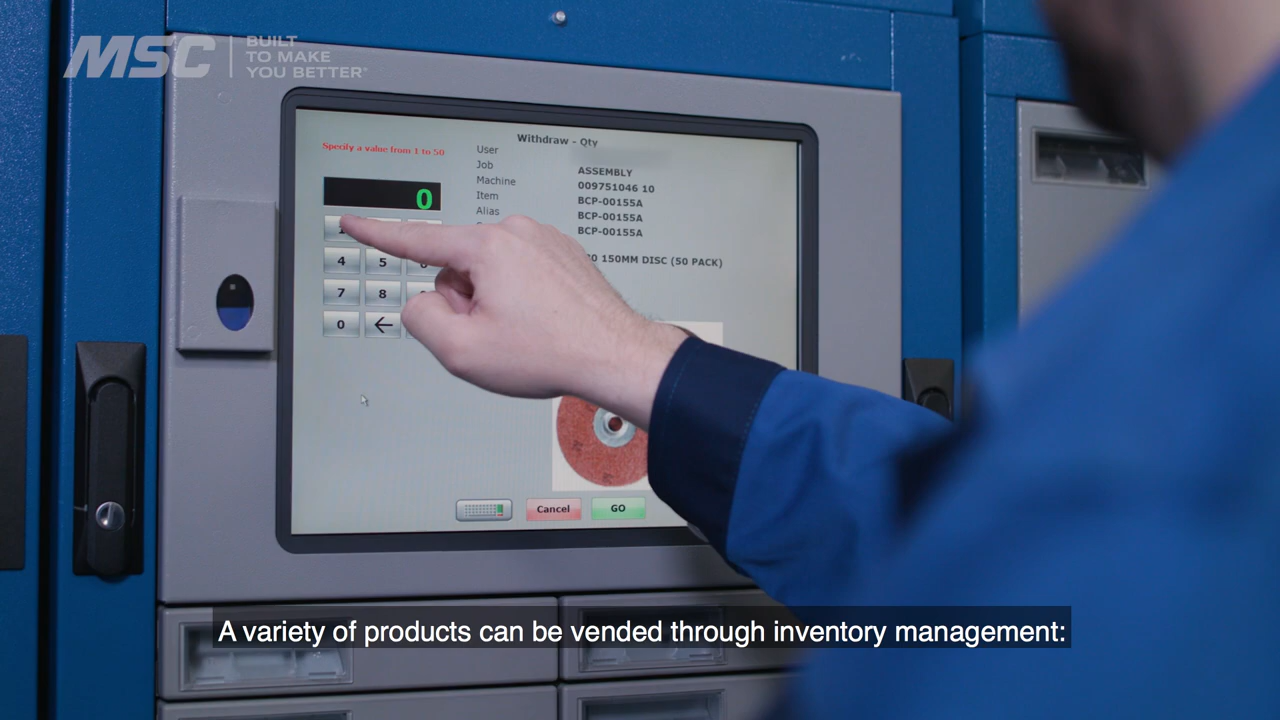 MSC
BUILT
TO MAKE
YOU BETTER
Withdraw - Qty
Specify a value from 1 to 50
0
User
Job
Machine
Item
Alias
ASSEMBLY
009751046 10
BCP-00155A
BCP-00155A
BCP-00155A
150MM DISC (50 PACK)
4 5
7 8
0 ←
Cancel
GO
A variety of products can be vended through inventory management: